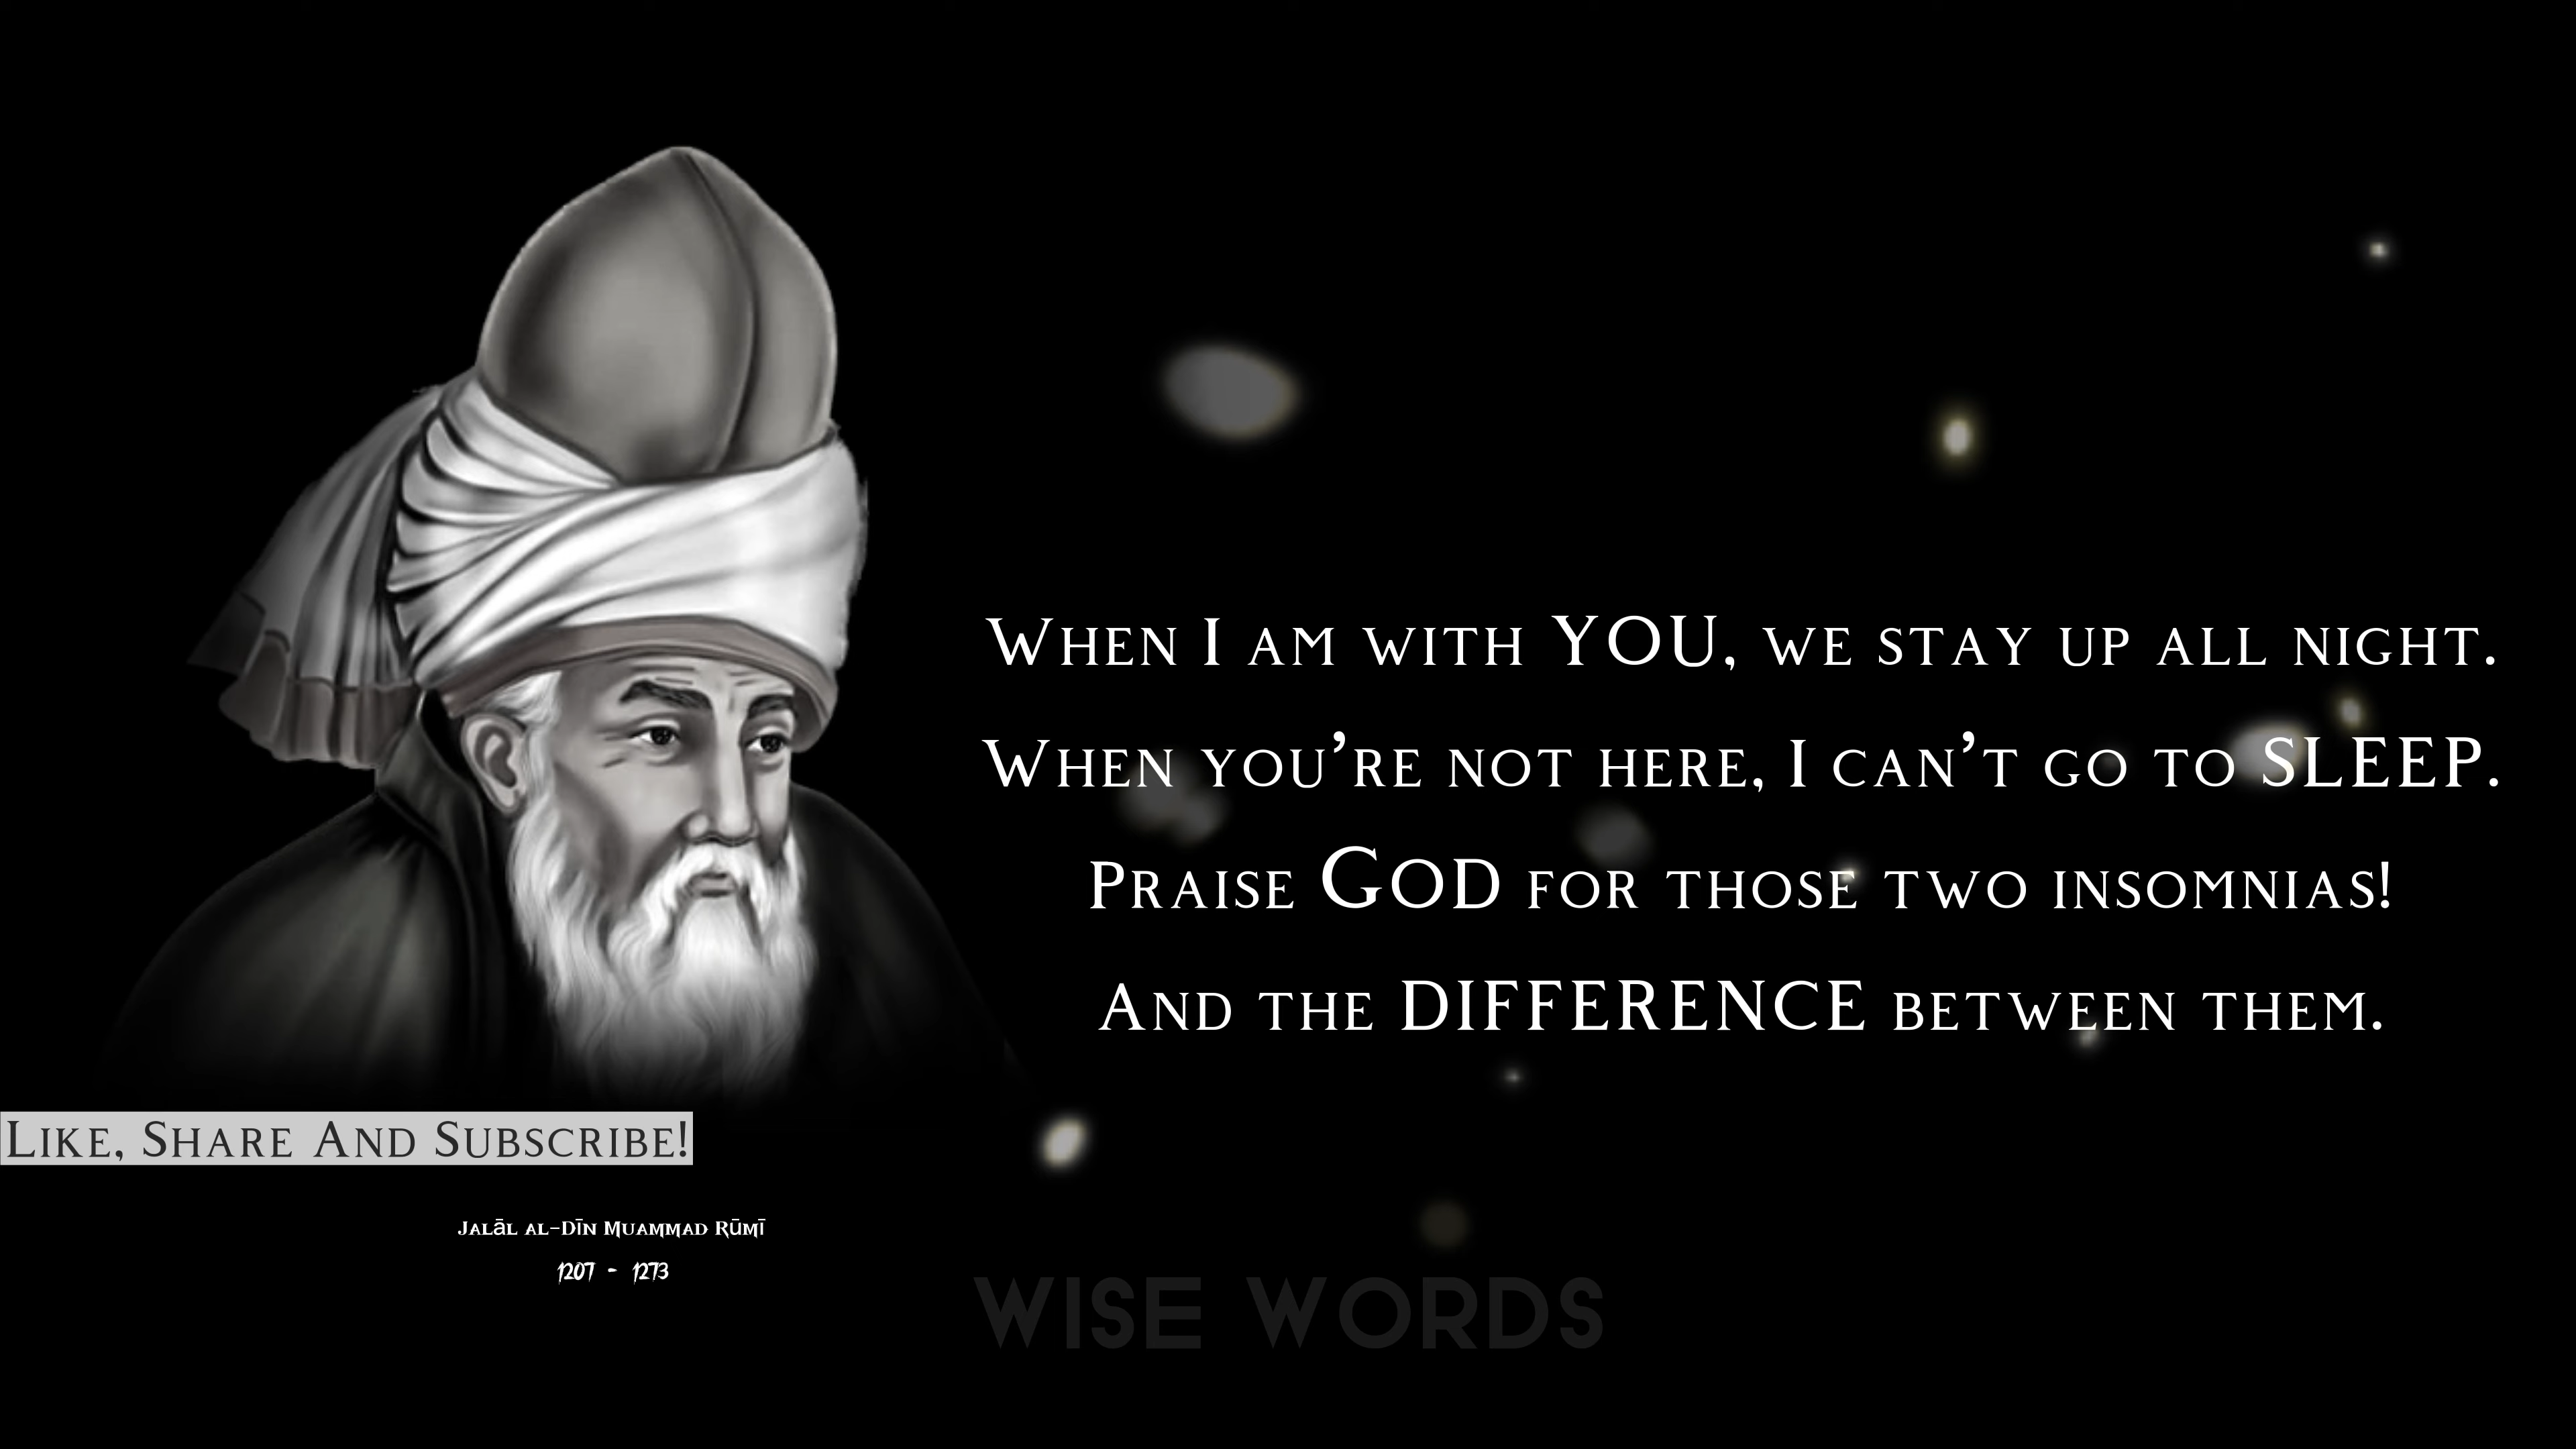 When I am with YOU, we stay up all night.
When you're not here, I can't go to SLEEP.
Praise GOD for those two insomnias!
And the DIFFERENCE between them.
Like, Share And Subscribe!
Jalāl al-Dīn Muammad Rūmī
1207 - 1273
WISE WORDS